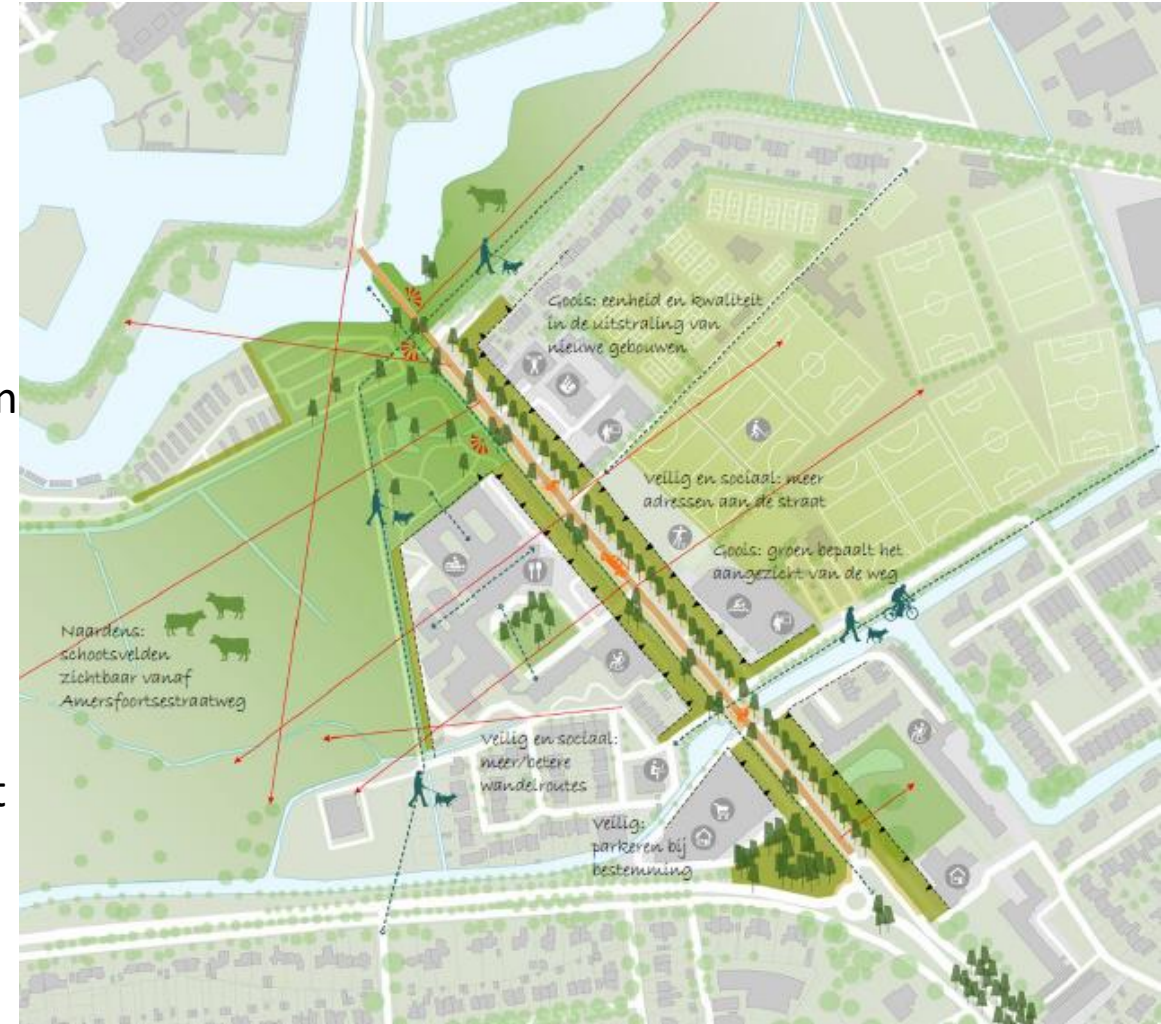 Goois: eenheid en kwaliteit
in de uitstraling van
nieuwe gebouwen
Veilig en sociaal: meer
adressen aan de straat
Goois: groen bepaalt het
aangezicht van de weg
Naardens:
schootsvelden
zichtbaar vanaf
Amersfoortsestraatweg
Veilig en sociaal:
meer/betere
wandelroutes
Veilig:
parkeren bij
bestemming